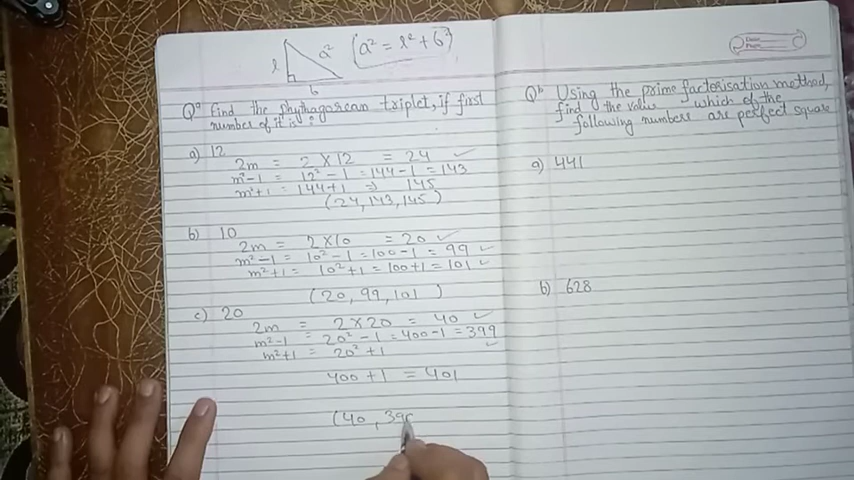 l
a²
(a² = l² + b²)
b
Qᵃ find the phythagorean triplet, if first
number of it is ?
a) 12
2m = 2 × 12 = 24 ✓
m²-1 = 12² - 1 = 144 - 1 = 143
m²+1 = 144 + 1 ⇒ 145
(24, 143, 145)
b) 10
2m = 2×10 = 20 ✓
m²-1 = 10² - 1 = 100 - 1 = 99 ✓
m²+1 = 10² + 1 = 100+1 = 101 ✓
(20, 99, 101 )
c) 20
2m = 2×20 = 40 ✓
m²-1 = 20² - 1 = 400 - 1 = 399 ✓
m²+1 = 20² + 1
400 + 1 = 401
(40, 39
Qᵇ Using the prime factorisation method,
find the value which of the
following numbers are perfect square
a) 441
b) 628